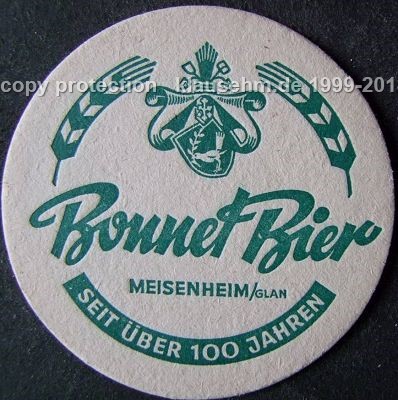 copy protection - klausehm.de 1999-201
Bonnet Bier
MEISENHEIM/GLAN
SEIT ÜBER 100 JAHREN